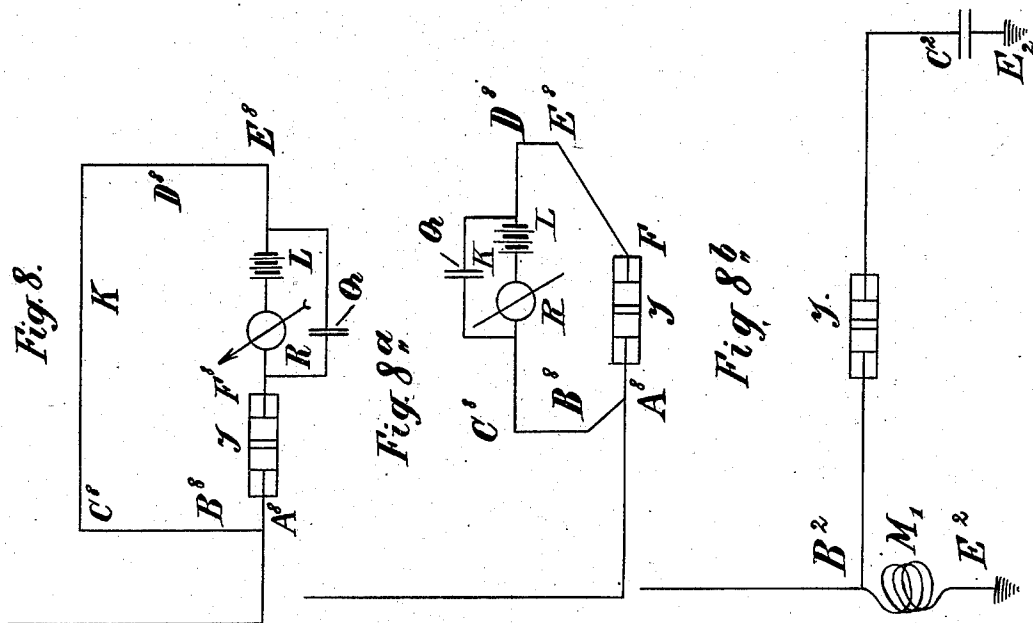 Fig. 8.
K
C⁸
D⁸
B⁸
E⁸
A⁸
F⁸
R
L
Fig. 8ª
K
C⁸
D⁸
B⁸
E⁸
R
L
A⁸
F
Fig 8b
B²
M₁
E²
C²
E₂